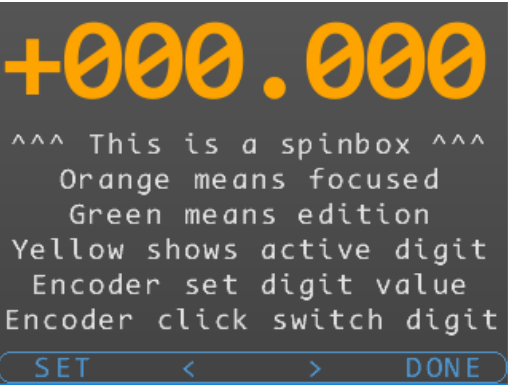 +000.000
^^^ This is a spinbox ^^^
Orange means focused
Green means edition
Yellow shows active digit
Encoder set digit value
Encoder click switch digit
SET < > DONE